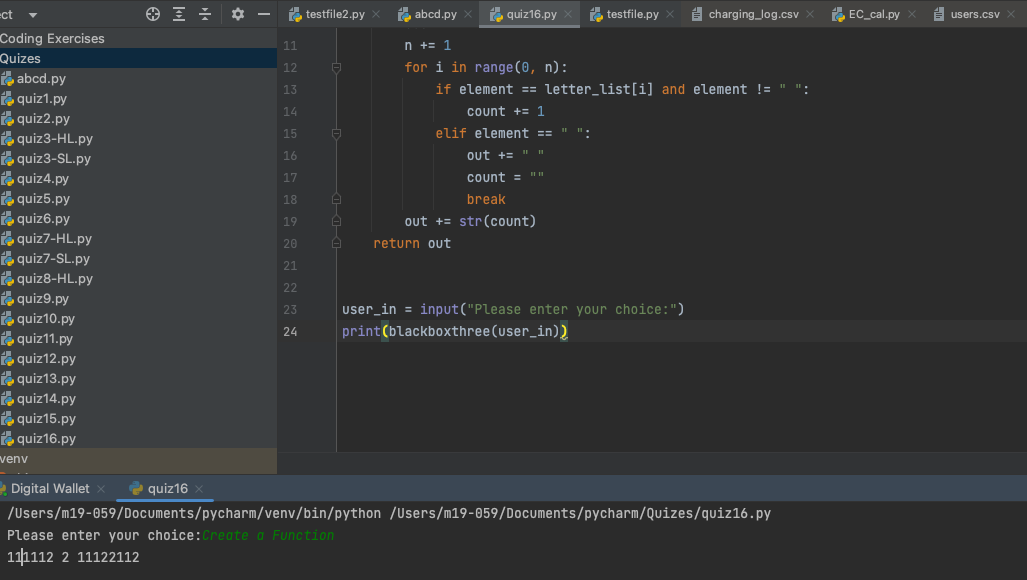 ect
testfile2.py abcd.py quiz16.py testfile.py charging_log.csv EC_cal.py users.csv
Coding Exercises
Quizes
abcd.py
quiz1.py
quiz2.py
quiz3-HL.py
quiz3-SL.py
quiz4.py
quiz5.py
quiz6.py
quiz7-HL.py
quiz7-SL.py
quiz8-HL.py
quiz9.py
quiz10.py
quiz11.py
quiz12.py
quiz13.py
quiz14.py
quiz15.py
quiz16.py
venv
11 n += 1
12 for i in range(0, n):
13 if element == letter_list[i] and element != " ":
14 count += 1
15 elif element == " ":
16 out += " "
17 count = ""
18 break
19 out += str(count)
20 return out
21
22
23 user_in = input("Please enter your choice:")
24 print(blackboxthree(user_in))
Digital Wallet quiz16
/Users/m19-059/Documents/pycharm/venv/bin/python /Users/m19-059/Documents/pycharm/Quizes/quiz16.py
Please enter your choice:Create a Function
111112 2 11122112